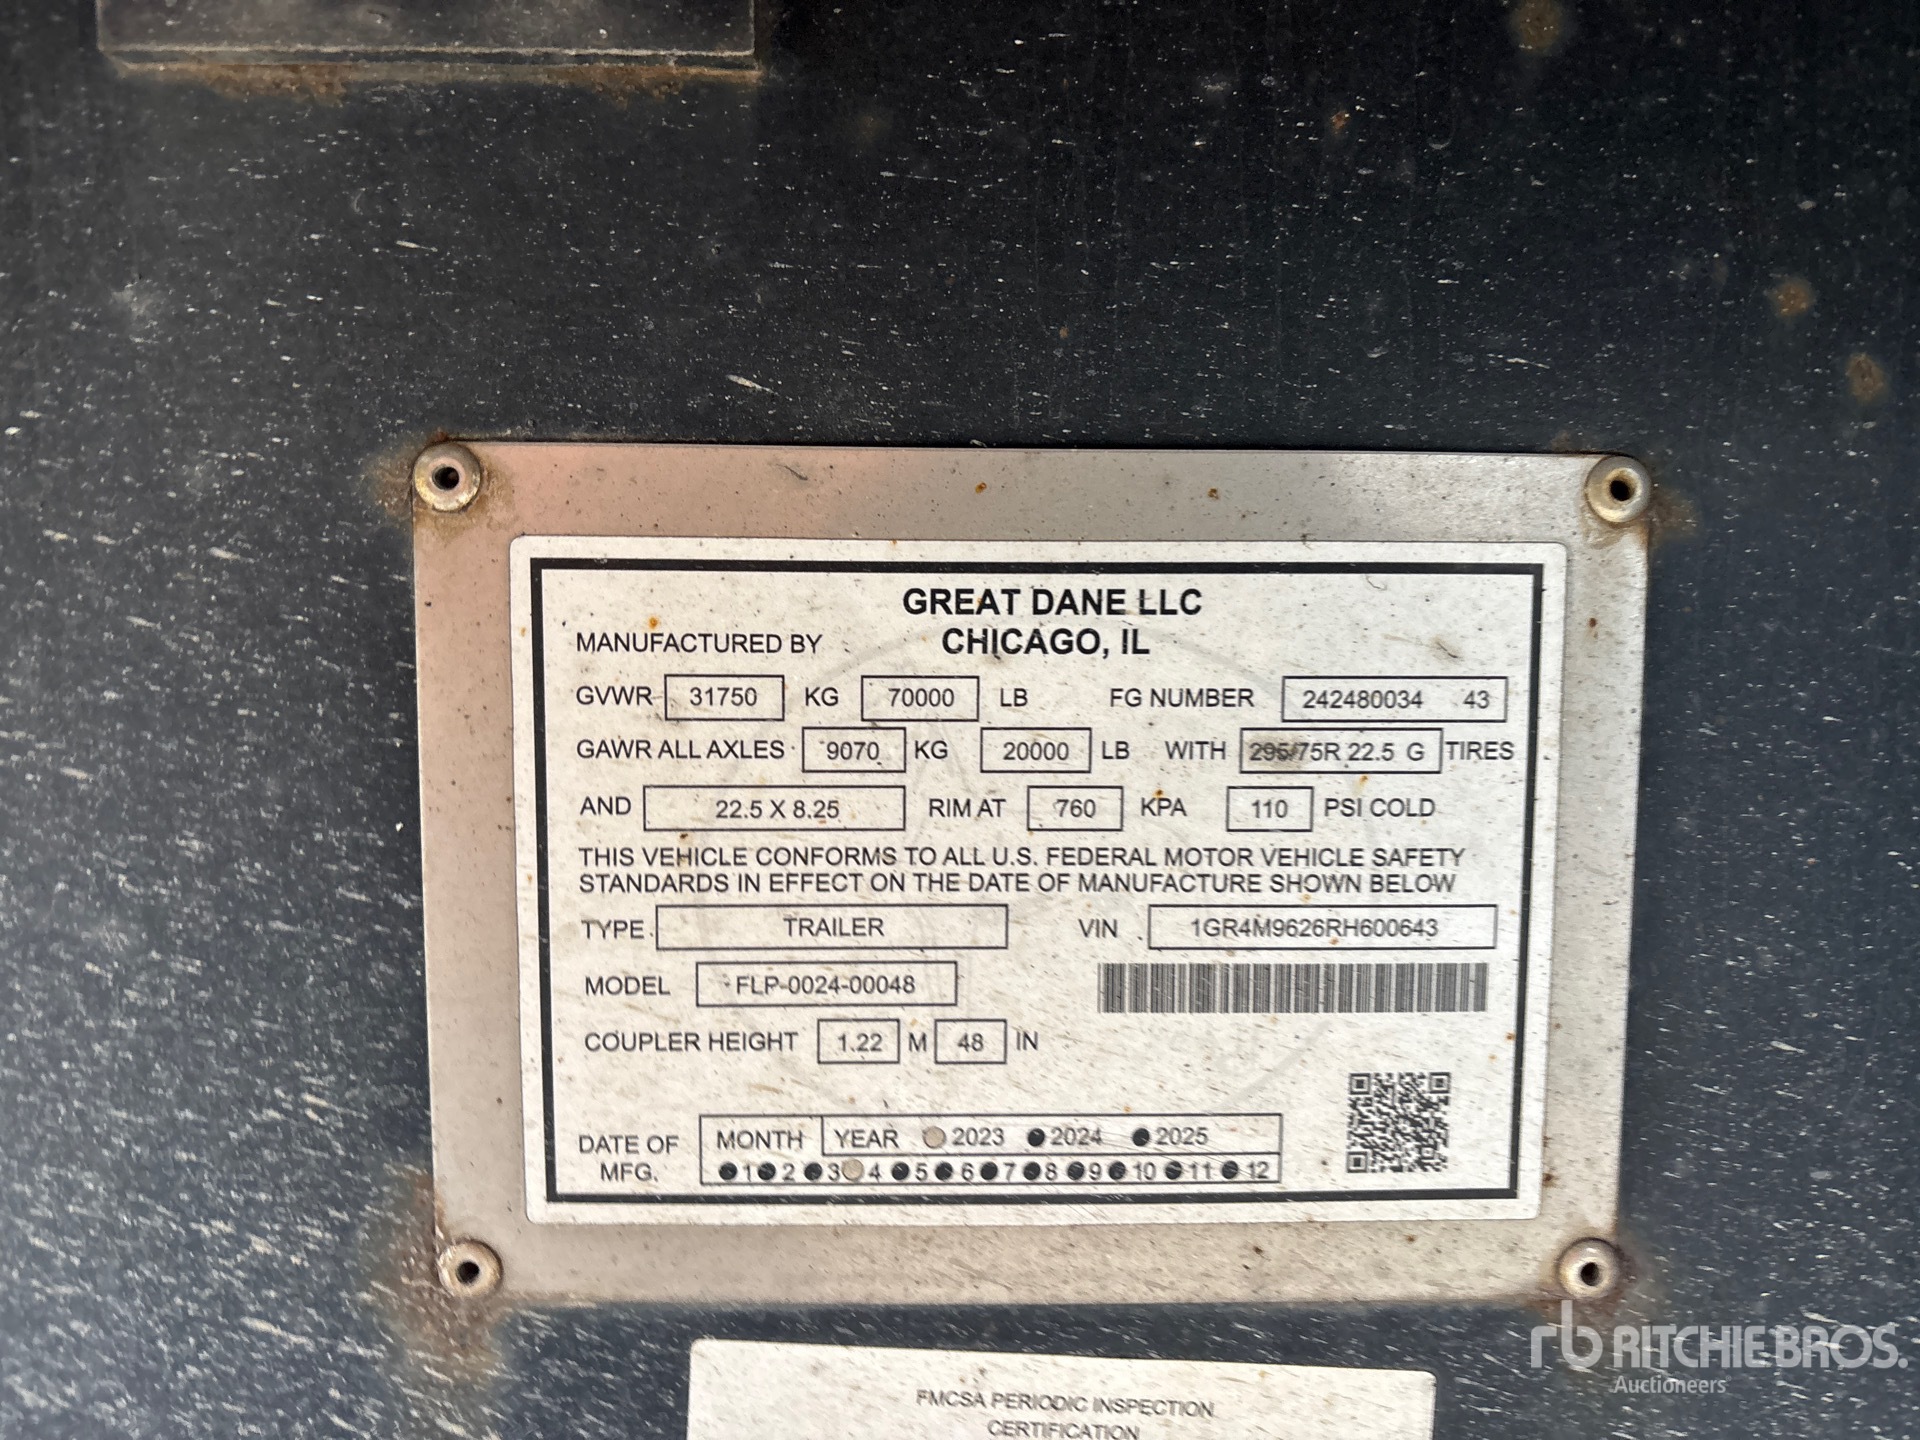 GREAT DANE LLC
MANUFACTURED BY CHICAGO, IL
GVWR 31750 KG 70000 LB FG NUMBER 242480034 43
GAWR ALL AXLES 9070 KG 20000 LB WITH 295/75R 22.5 G TIRES
AND 22.5 X 8.25 RIM AT 760 KPA 110 PSI COLD
THIS VEHICLE CONFORMS TO ALL U.S. FEDERAL MOTOR VEHICLE SAFETY
STANDARDS IN EFFECT ON THE DATE OF MANUFACTURE SHOWN BELOW
TYPE TRAILER VIN 1GR4M9626RH600643
MODEL FLP-0024-00048
COUPLER HEIGHT 1.22 M 48 IN
DATE OF MFG. MONTH YEAR 2023 2024 2025
1 2 3 4 5 6 7 8 9 10 11 12
FMCSA PERIODIC INSPECTION
CERTIFICATION
rb RITCHIE BROS.
Auctioneers